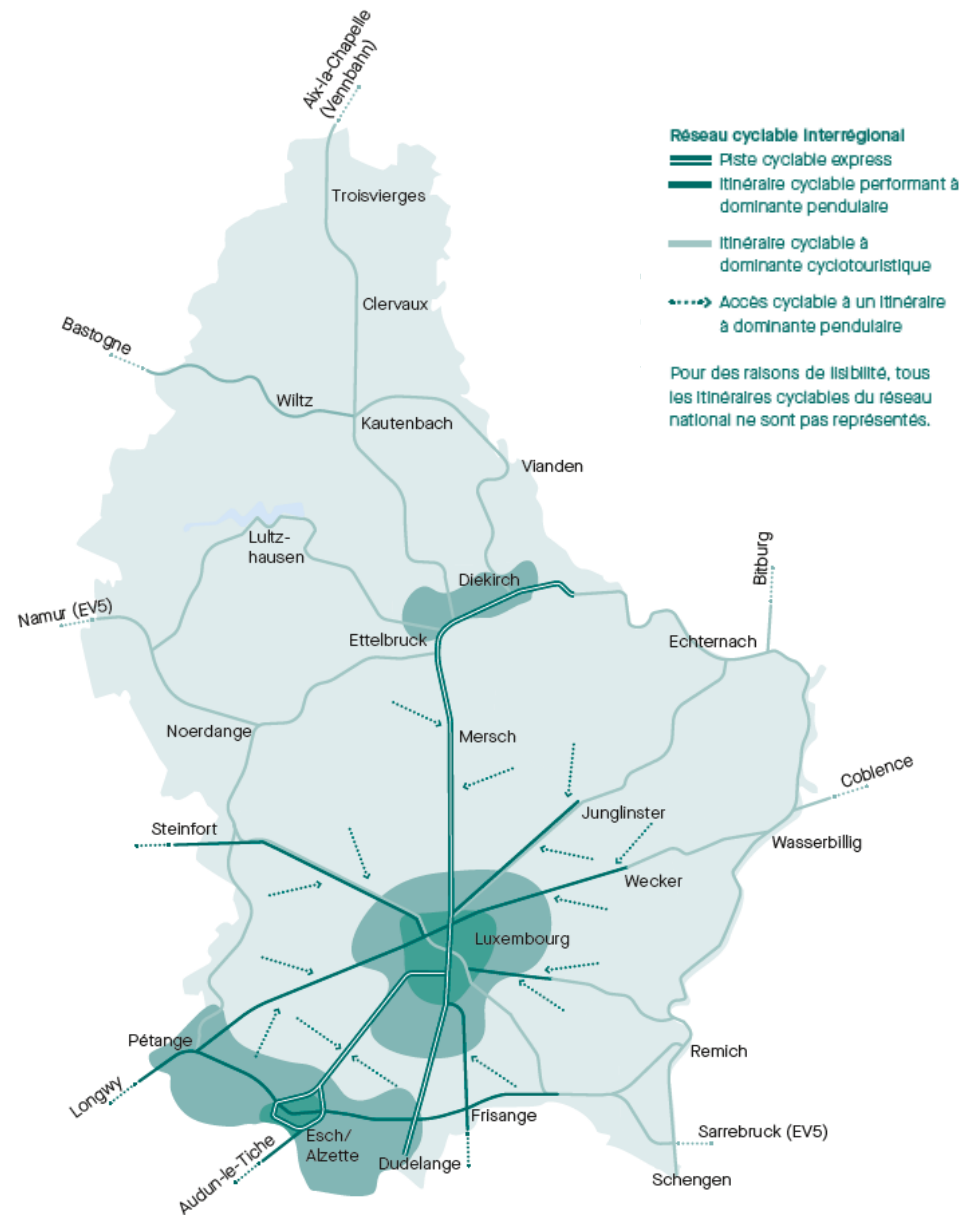 Aix-la-Chapelle
(Vennbahn)
Réseau cyclable interrégional
Piste cyclable express
Itinéraire cyclable performant à
dominante pendulaire
Itinéraire cyclable à
dominante cyclotouristique
Accès cyclable à un itinéraire
à dominante pendulaire
Pour des raisons de lisibilité, tous
les itinéraires cyclables du réseau
national ne sont pas représentés.
Troisvierges
Clervaux
Bastogne
Wiltz
Kautenbach
Vianden
Lultz-
hausen
Diekirch
Bitburg
Namur (EV5)
Ettelbruck
Echternach
Noerdange
Mersch
Coblence
Junglinster
Steinfort
Wasserbillig
Wecker
Luxembourg
Pétange
Remich
Longwy
Frisange
Esch/
Alzette
Sarrebruck (EV5)
Audun-le-Tiche
Dudelange
Schengen